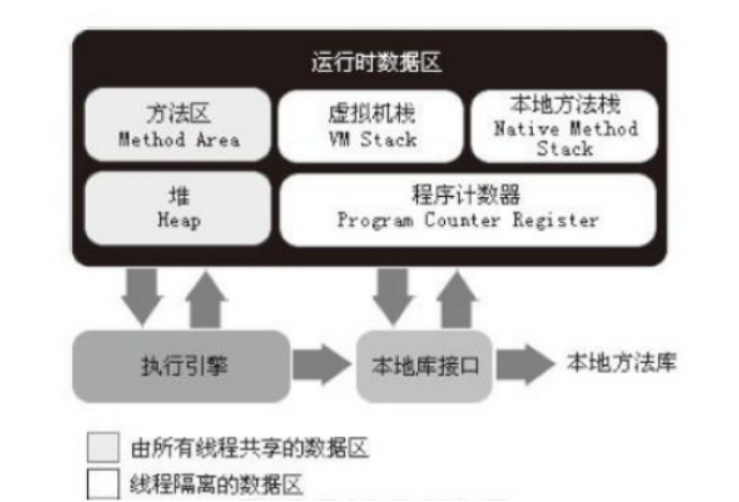 运行时数据区
方法区
Method Area
虚拟机栈
VM Stack
本地方法栈
Native Method
Stack
堆
Heap
程序计数器
Program Counter Register
执行引擎
本地库接口
本地方法库
由所有线程共享的数据区
线程隔离的数据区